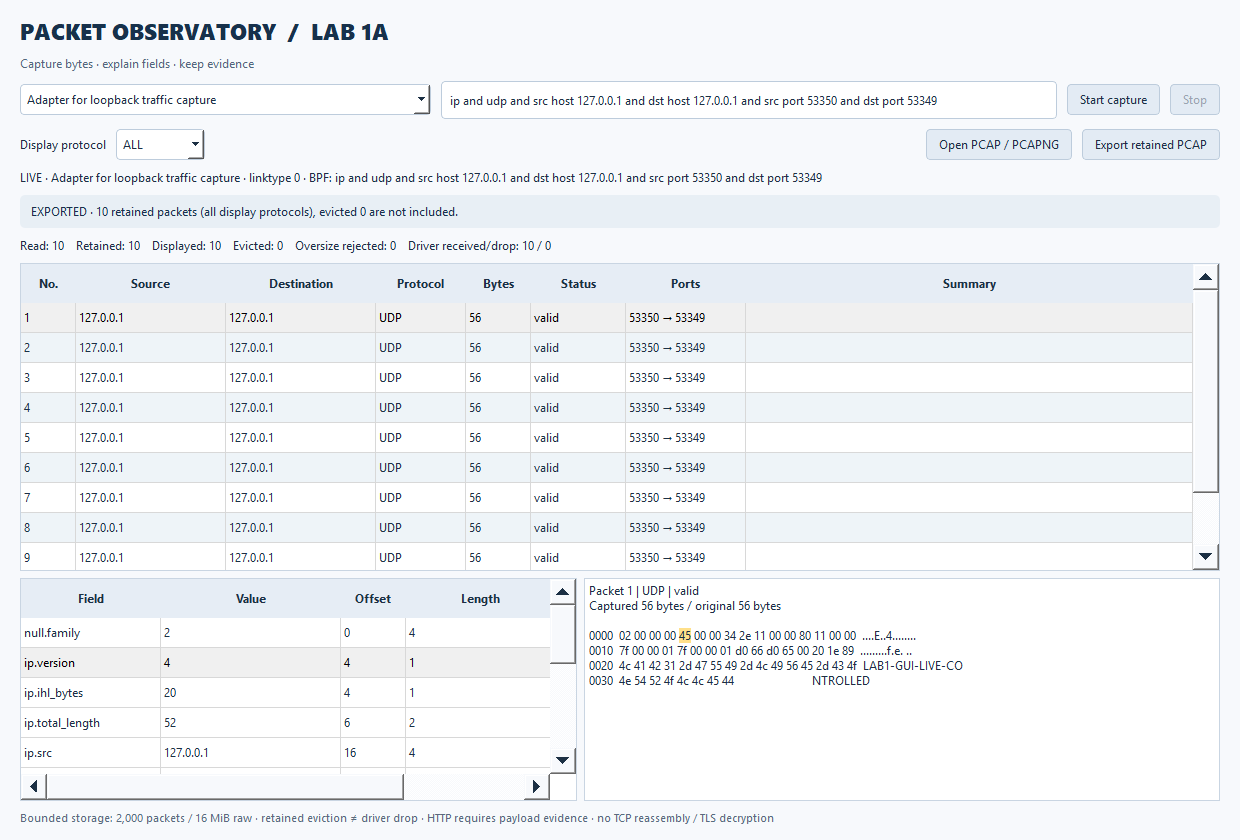 PACKET OBSERVATORY / LAB 1A
Capture bytes · explain fields · keep evidence
Adapter for loopback traffic capture
ip and udp and src host 127.0.0.1 and dst host 127.0.0.1 and src port 53350 and dst port 53349
Start capture
Stop
Display protocol
ALL
Open PCAP / PCAPNG
Export retained PCAP
LIVE · Adapter for loopback traffic capture · linktype 0 · BPF: ip and udp and src host 127.0.0.1 and dst host 127.0.0.1 and src port 53350 and dst port 53349
EXPORTED · 10 retained packets (all display protocols), evicted 0 are not included.
Read: 10 Retained: 10 Displayed: 10 Evicted: 0 Oversize rejected: 0 Driver received/drop: 10 / 0
No. Source Destination Protocol Bytes Status Ports Summary
1 127.0.0.1 127.0.0.1 UDP 56 valid 53350 → 53349
2 127.0.0.1 127.0.0.1 UDP 56 valid 53350 → 53349
3 127.0.0.1 127.0.0.1 UDP 56 valid 53350 → 53349
4 127.0.0.1 127.0.0.1 UDP 56 valid 53350 → 53349
5 127.0.0.1 127.0.0.1 UDP 56 valid 53350 → 53349
6 127.0.0.1 127.0.0.1 UDP 56 valid 53350 → 53349
7 127.0.0.1 127.0.0.1 UDP 56 valid 53350 → 53349
8 127.0.0.1 127.0.0.1 UDP 56 valid 53350 → 53349
9 127.0.0.1 127.0.0.1 UDP 56 valid 53350 → 53349
Field Value Offset Length
null.family 2 0 4
ip.version 4 4 1
ip.ihl_bytes 20 4 1
ip.total_length 52 6 2
ip.src 127.0.0.1 16 4
Packet 1 | UDP | valid
Captured 56 bytes / original 56 bytes
0000 02 00 00 00 45 00 00 34 2e 11 00 00 80 11 00 00 ....E..4........
0010 7f 00 00 01 7f 00 00 01 d0 66 d0 65 00 20 1e 89 .........f.e. ..
0020 4c 41 42 31 2d 47 55 49 2d 4c 49 56 45 2d 43 4f LAB1-GUI-LIVE-CO
0030 4e 54 52 4f 4c 4c 45 44 NTROLLED
Bounded storage: 2,000 packets / 16 MiB raw · retained eviction ≠ driver drop · HTTP requires payload evidence · no TCP reassembly / TLS decryption